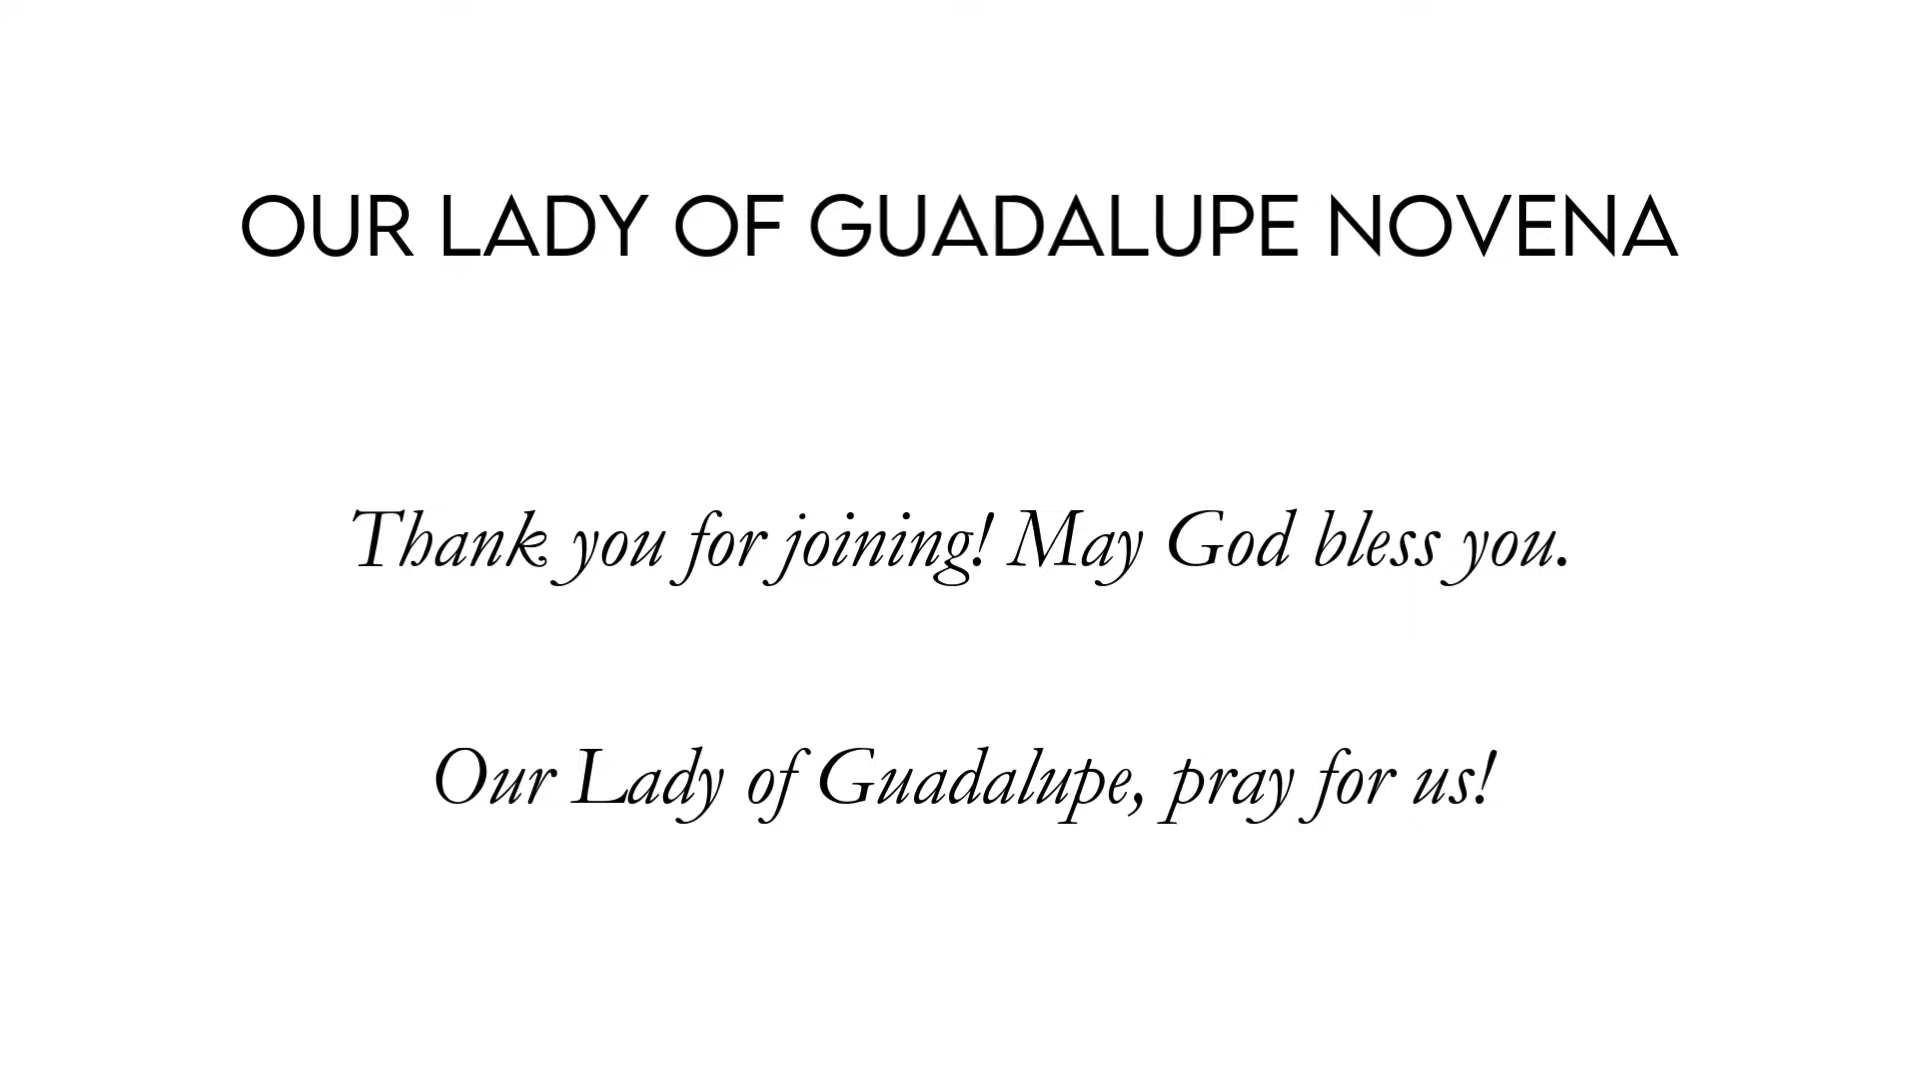 OUR LADY OF GUADALUPE NOVENA
Thank you for joining! May God bless you.
Our Lady of Guadalupe, pray for us!